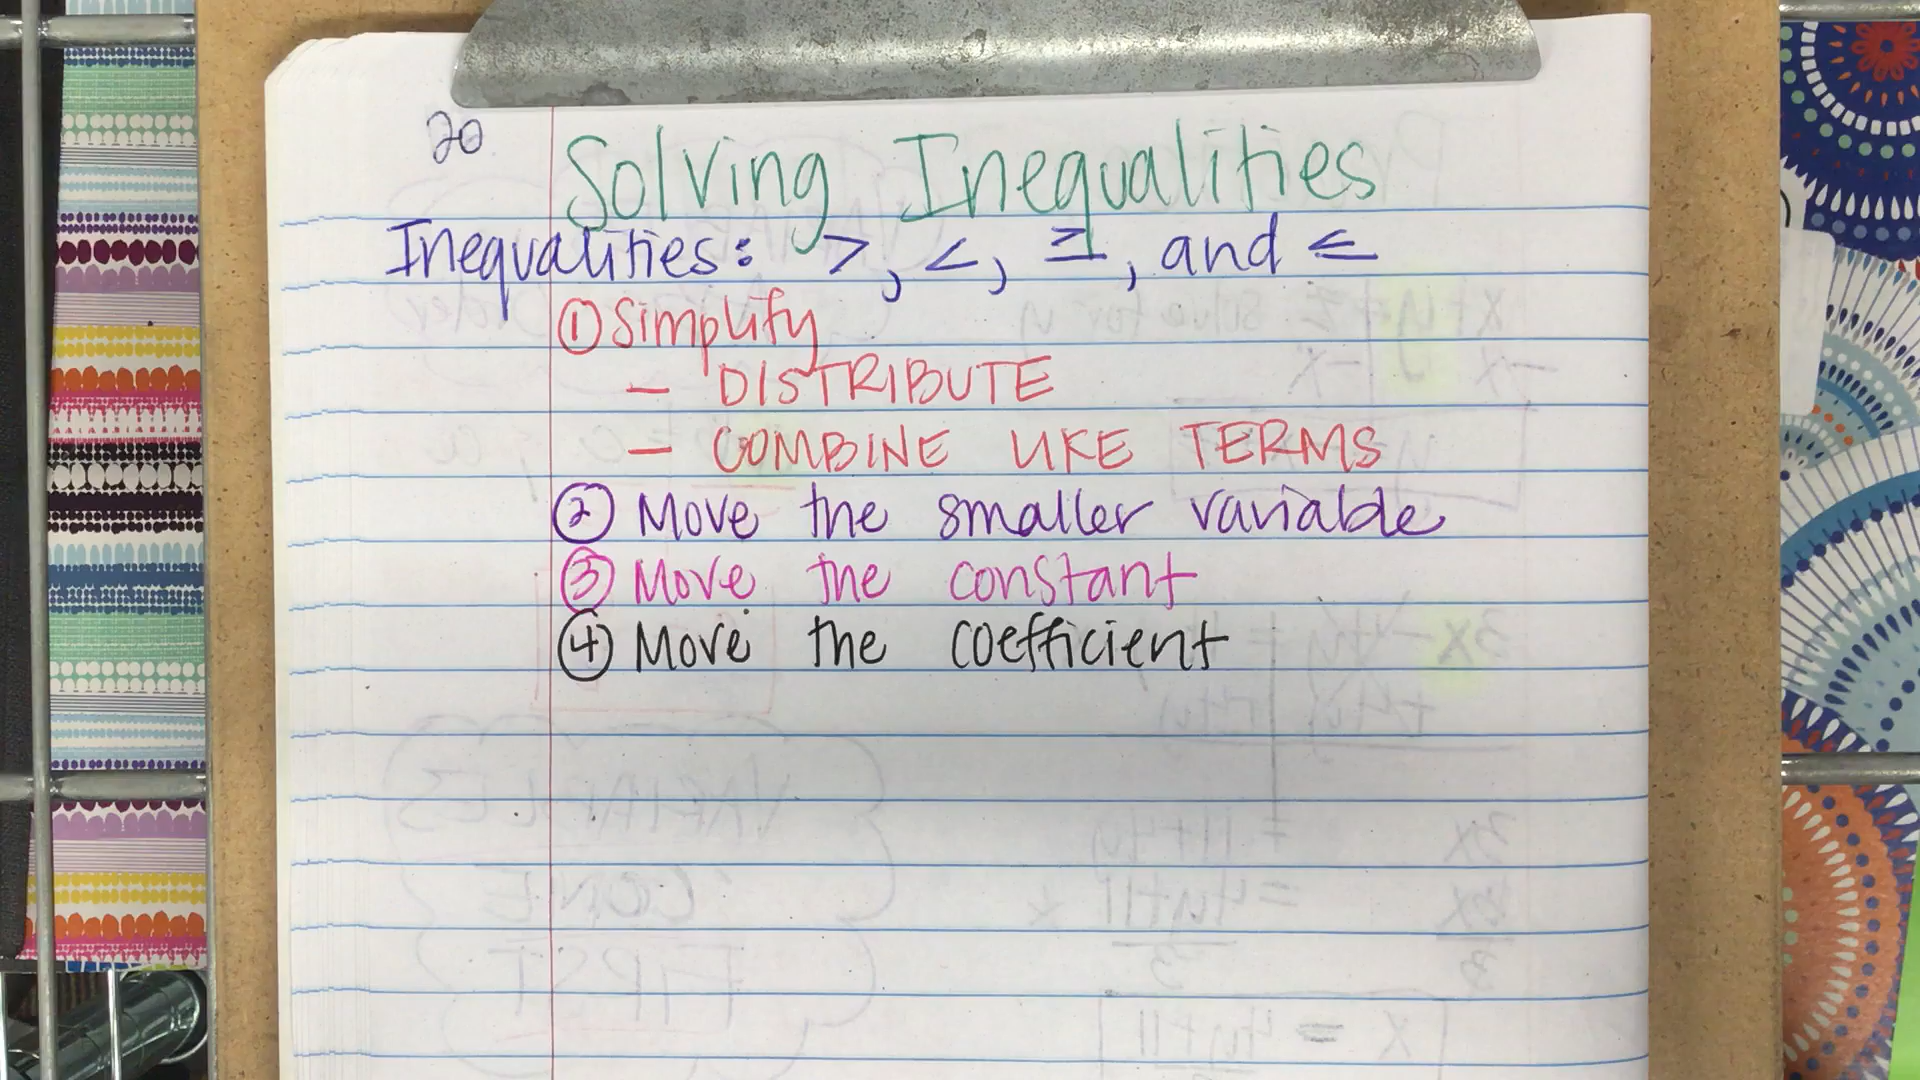 20
Solving Inequalities
Inequalities: >, <, ≥, and ≤
① Simplify
- DISTRIBUTE
- COMBINE LIKE TERMS
② Move the smaller variable
③ Move the constant
④ Move the coefficient